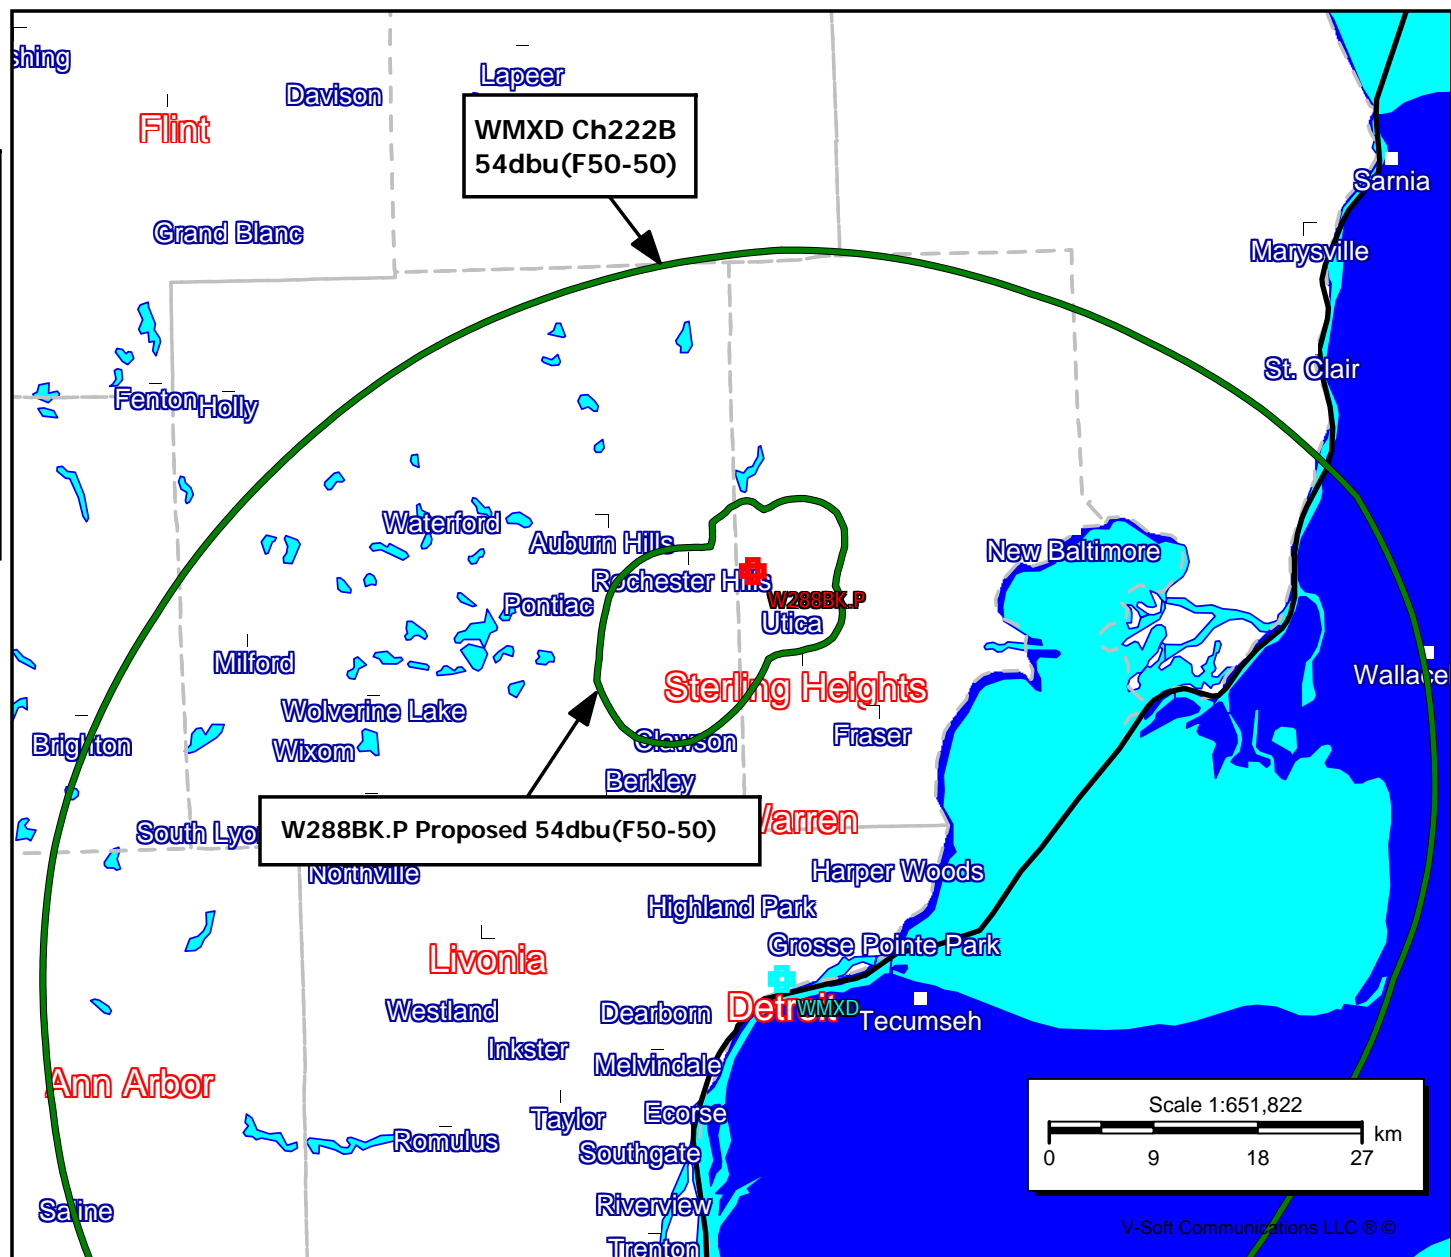 shing
Lapeer
Davison
Flint
WMXD Ch222B
54dbu(F50-50)
Sarnia
Grand Blanc
Marysville
St. Clair
Fenton
Holly
Waterford
Auburn Hills
New Baltimore
Rochester Hills
W288BK.P
Pontiac
Utica
Milford
Wallace
Sterling Heights
Wolverine Lake
Brighton
Wixom
Clawson
Fraser
Berkley
W288BK.P Proposed 54dbu(F50-50)
Warren
South Lyo
Northville
Harper Woods
Highland Park
Grosse Pointe Park
Livonia
Detroit
WMXD
Westland
Dearborn
Tecumseh
Inkster
Melvindale
Ann Arbor
Taylor
Ecorse
Romulus
Southgate
Scale 1:651,822
km
0 9 18 27
Saline
Riverview
V-Soft Communications LLC ® ©
Trenton